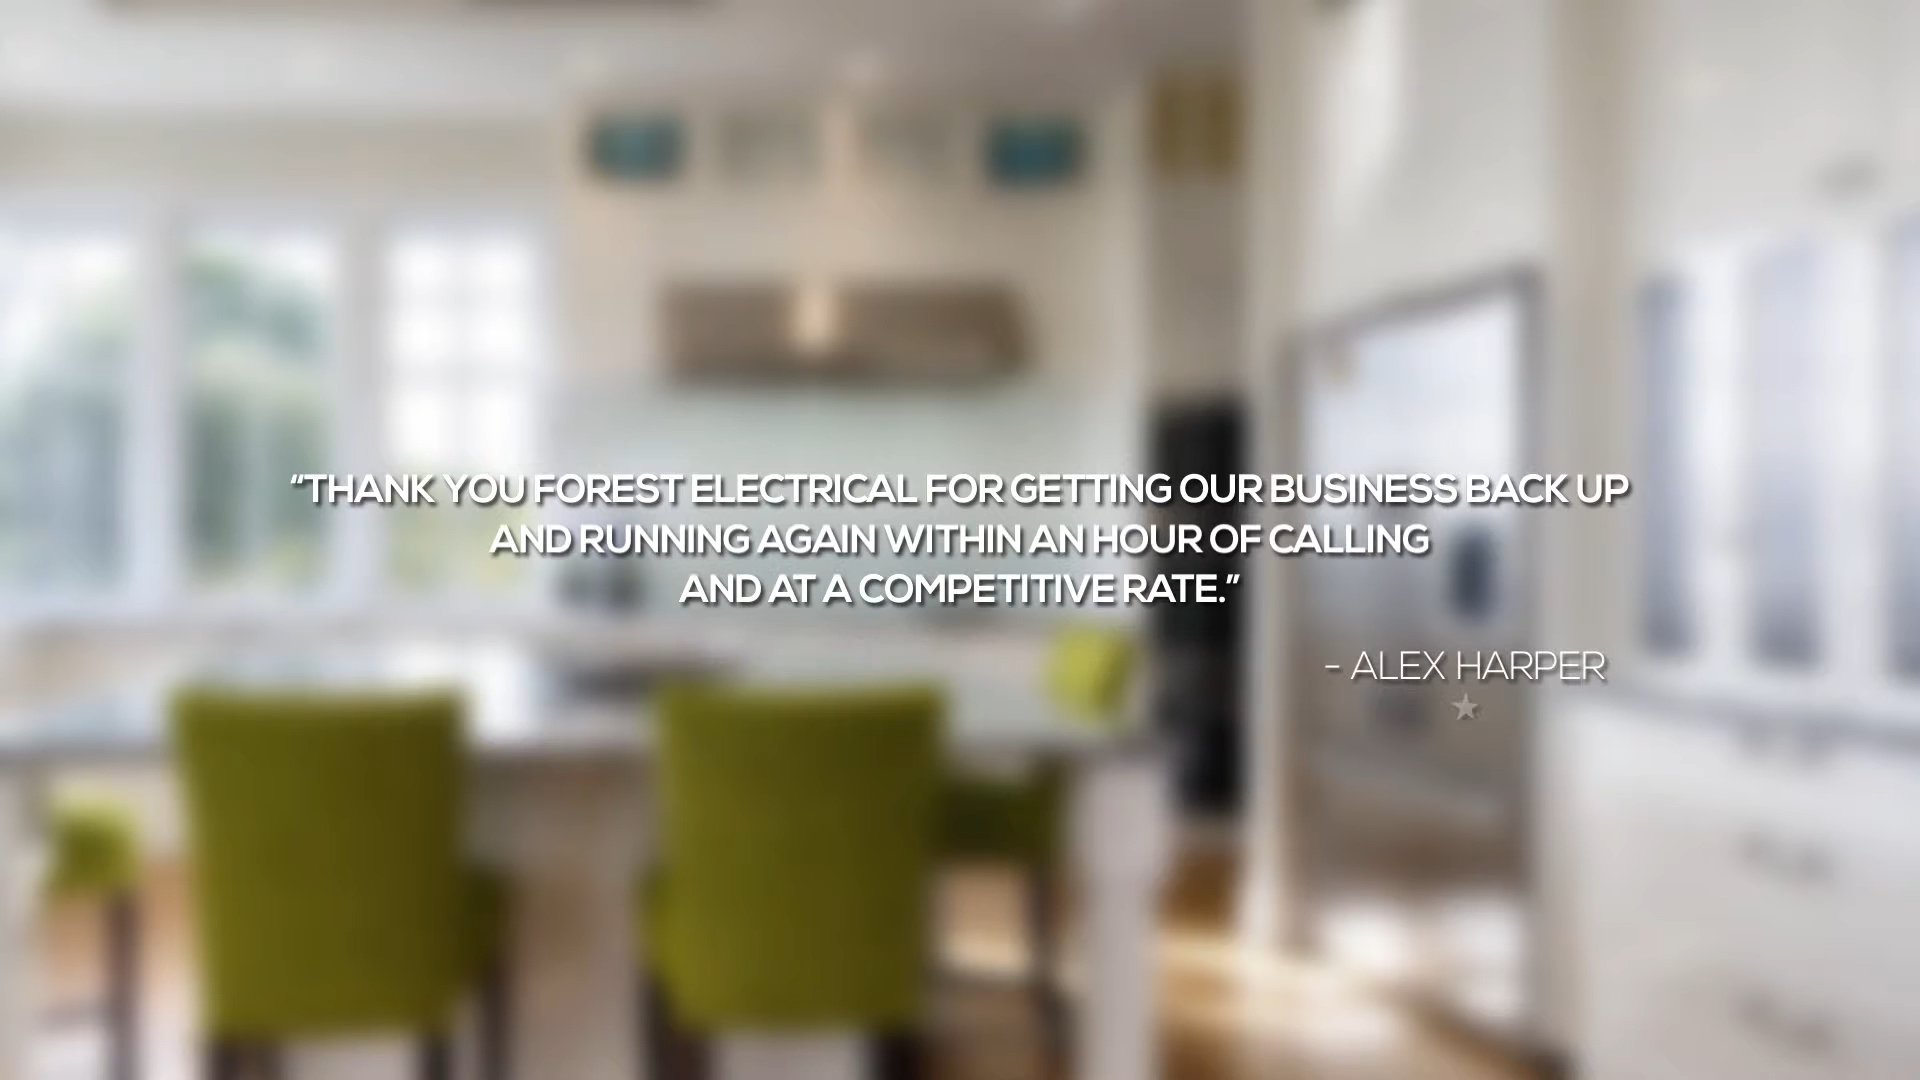 “THANK YOU FOREST ELECTRICAL FOR GETTING OUR BUSINESS BACK UP
AND RUNNING AGAIN WITHIN AN HOUR OF CALLING
AND AT A COMPETITIVE RATE.”
- ALEX HARPER